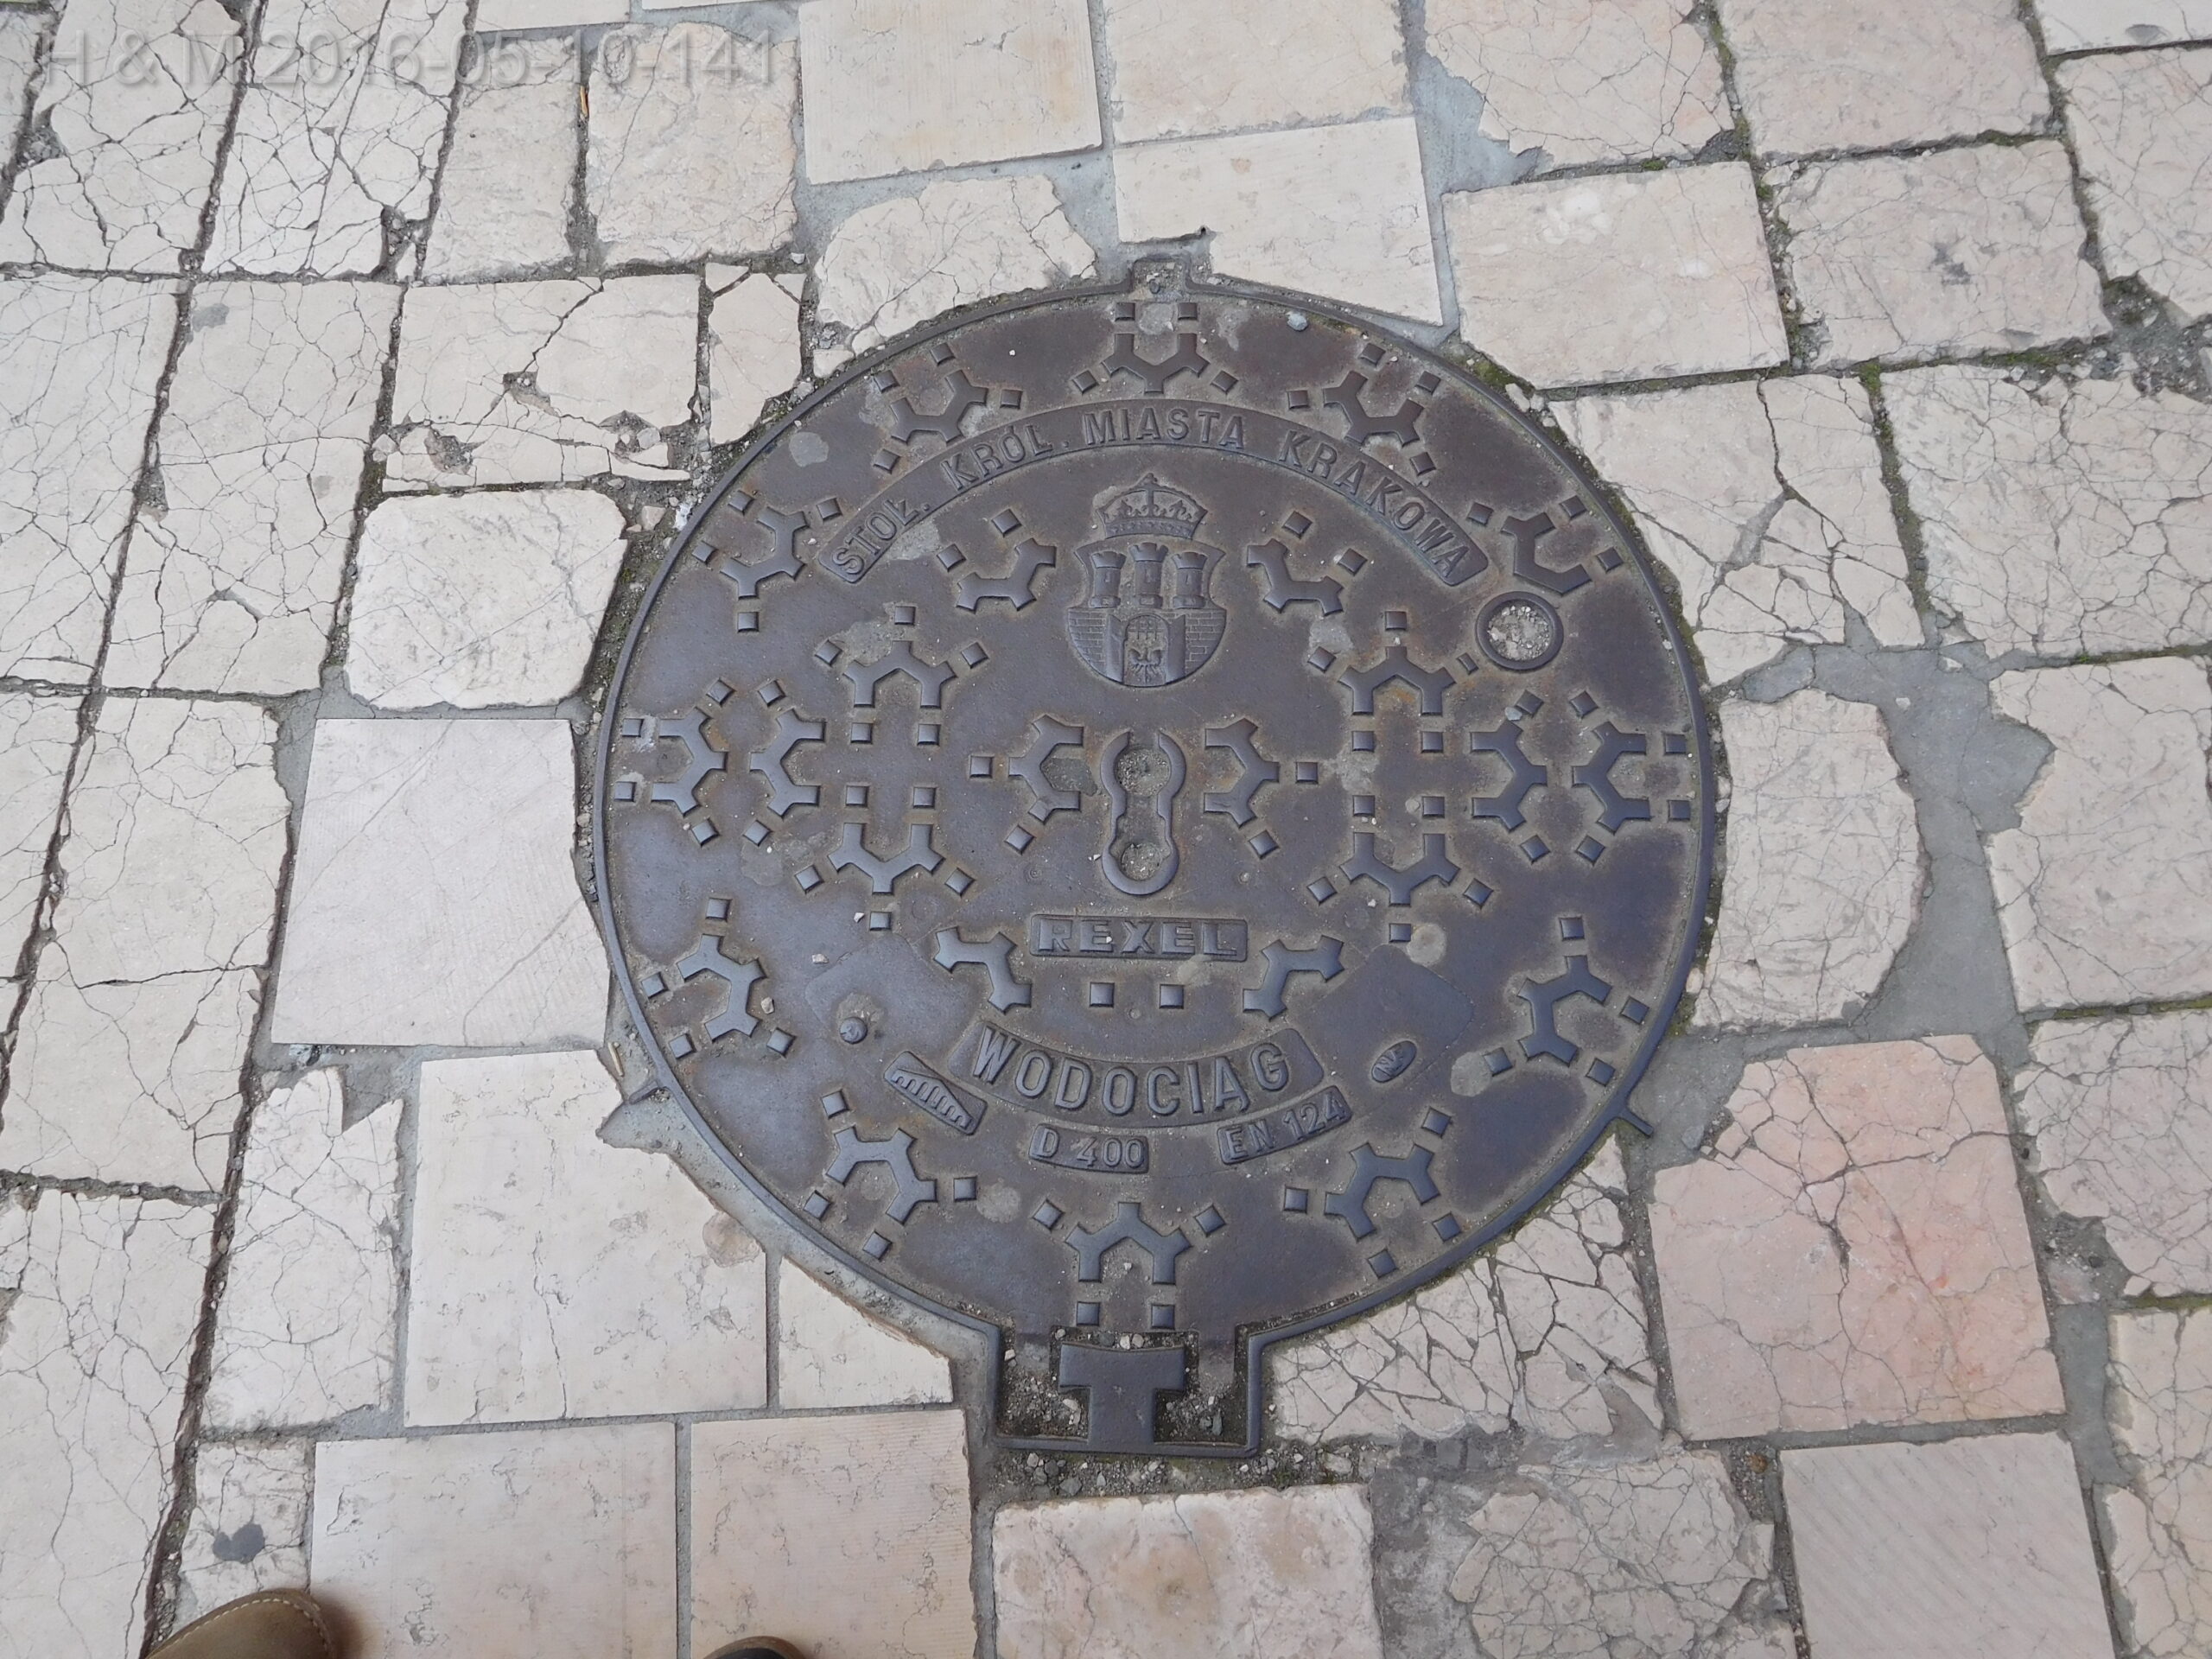 H & M 2016-05-10-141
STOŁ. KRÓL. MIASTA KRAKOWA
REXEL
WODOCIĄG
D 400
EN 124